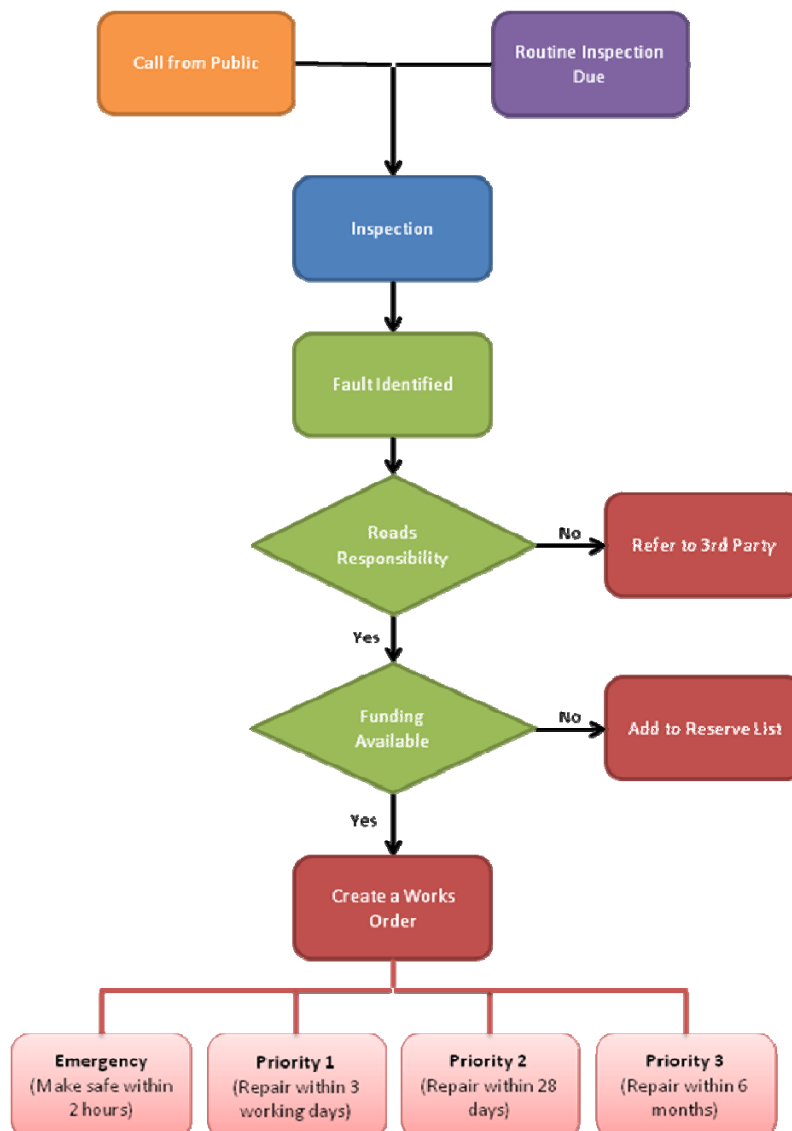 Call from Public
Routine Inspection
Due
Inspection
Fault Identified
Roads
Responsibility
No
Refer to 3rd Party
Yes
Funding
Available
No
Add to Reserve List
Yes
Create a Works
Order
Emergency
(Make safe within
2 hours)
Priority 1
(Repair within 3
working days)
Priority 2
(Repair within 28
days)
Priority 3
(Repair within 6
months)